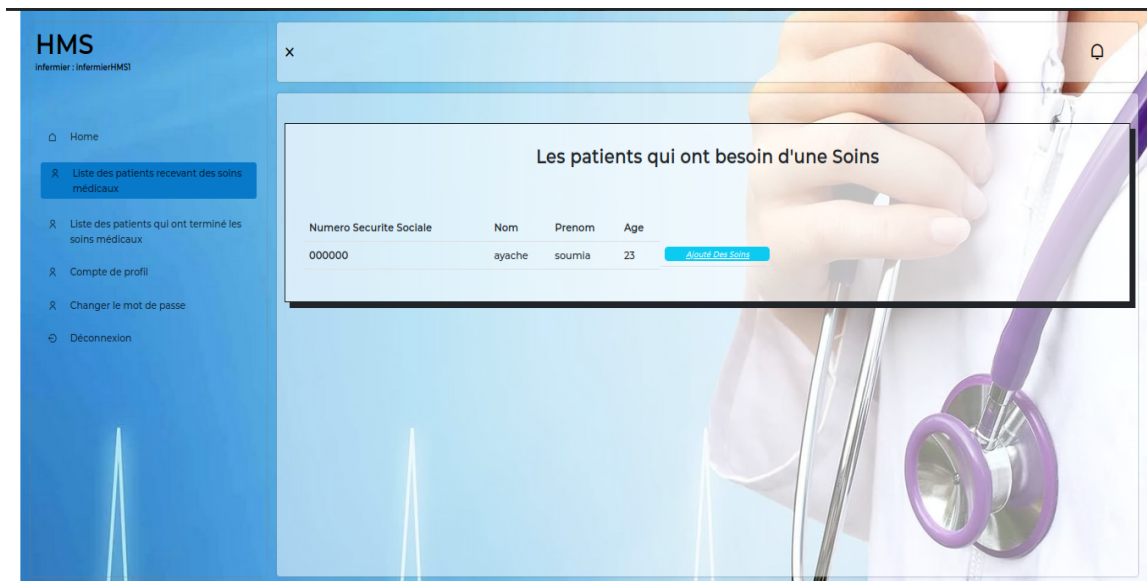 HMS
infermier : infermierHMS1
Home
Liste des patients recevant des soins
médicaux
Liste des patients qui ont terminé les
soins médicaux
Compte de profil
Changer le mot de passe
Déconnexion
x
Les patients qui ont besoin d'une Soins
Numero Securite Sociale Nom Prenom Age
000000 ayache soumia 23 Ajouté Des Soins